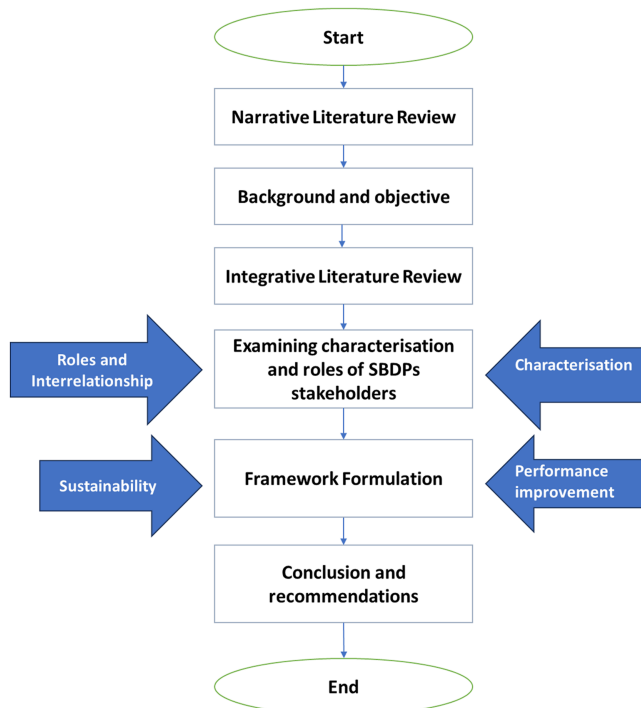 Start
Narrative Literature Review
Background and objective
Integrative Literature Review
Roles and
Interrelationship
Examining characterisation
and roles of SBDPs
stakeholders
Characterisation
Sustainability
Framework Formulation
Performance
improvement
Conclusion and
recommendations
End